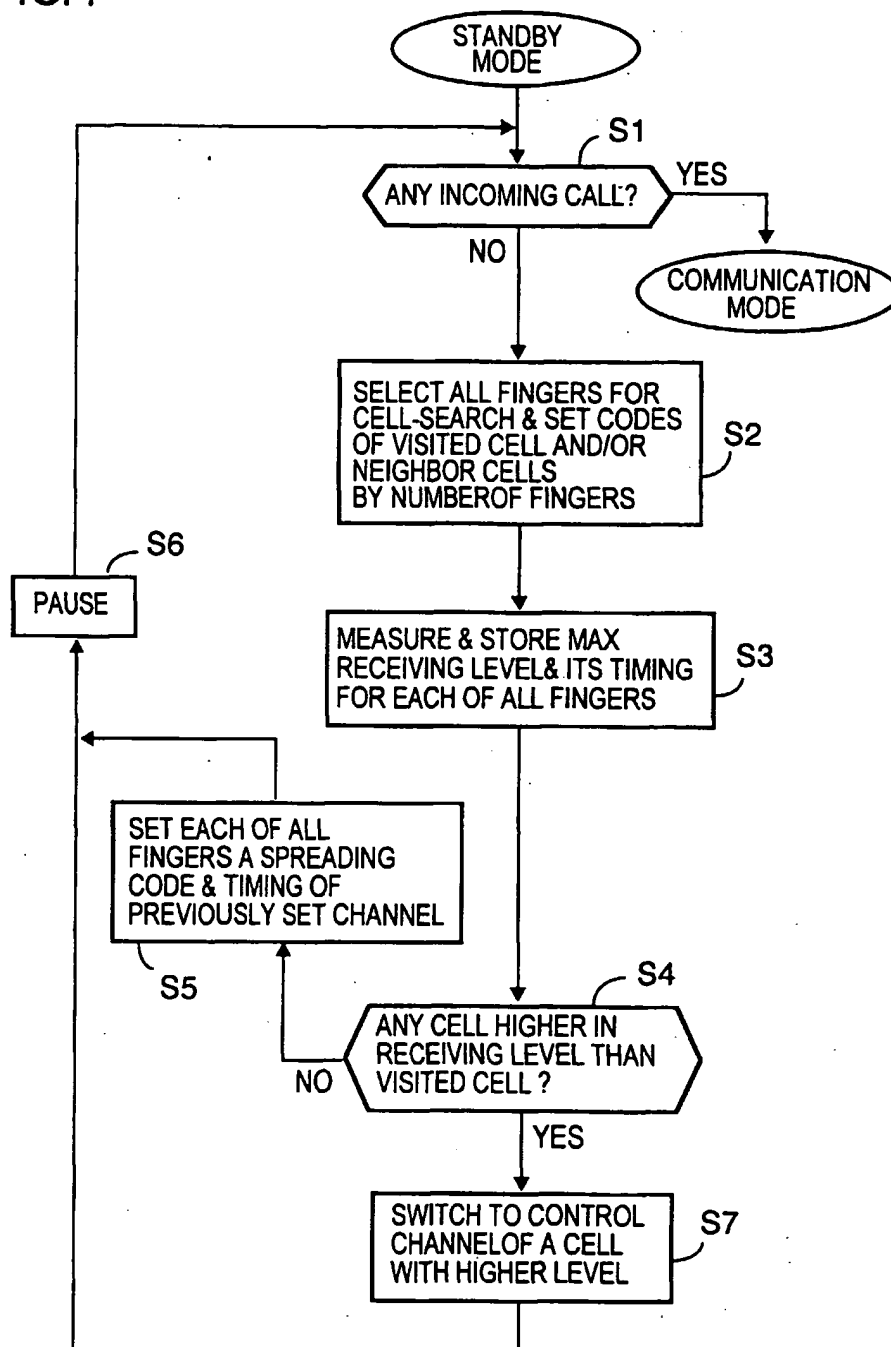 STANDBY
MODE
S1
ANY INCOMING CALL?
YES
NO
COMMUNICATION
MODE
SELECT ALL FINGERS FOR
CELL-SEARCH & SET CODES
OF VISITED CELL AND/OR
NEIGHBOR CELLS
BY NUMBEROF FINGERS
S2
S6
PAUSE
MEASURE & STORE MAX
RECEIVING LEVEL& ITS TIMING
FOR EACH OF ALL FINGERS
S3
SET EACH OF ALL
FINGERS A SPREADING
CODE & TIMING OF
PREVIOUSLY SET CHANNEL
S5
S4
ANY CELL HIGHER IN
RECEIVING LEVEL THAN
VISITED CELL ?
NO
YES
SWITCH TO CONTROL
CHANNELOF A CELL
WITH HIGHER LEVEL
S7